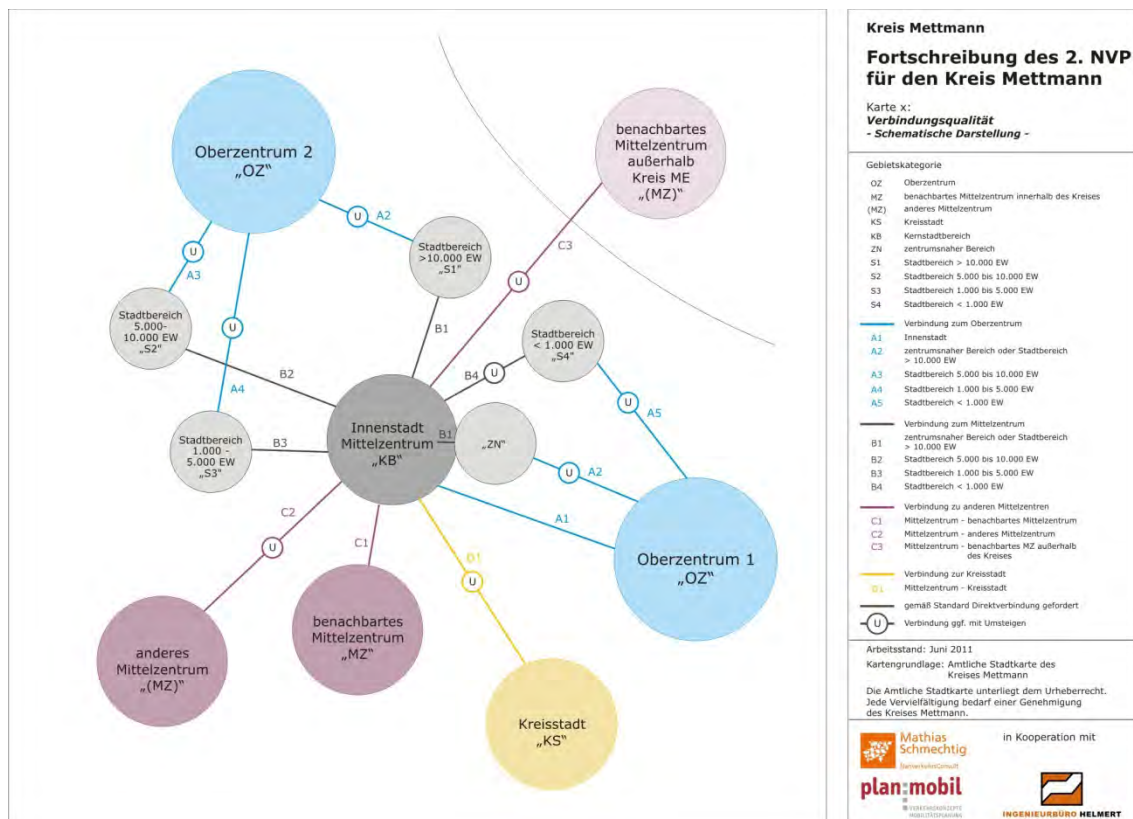 Oberzentrum 2
„OZ“
benachbartes
Mittelzentrum
außerhalb
Kreis ME
„(MZ)“
U
A2
U
A3
Stadtbereich
>10.000 EW
„S1“
C3
U
Stadtbereich
5.000-
10.000 EW
„S2“
U
B1
Stadtbereich
< 1.000 EW
„S4“
B2
B4
U
A4
U
A5
Innenstadt
Mittelzentrum
„KB“
B1
„ZN“
Stadtbereich
1.000 -
5.000 EW
„S3“
B3
U
A2
C2
U
C1
A1
D1
U
Oberzentrum 1
„OZ“
benachbartes
Mittelzentrum
„MZ“
anderes
Mittelzentrum
„(MZ)“
Kreisstadt
„KS“
Kreis Mettmann
Fortschreibung des 2. NVP
für den Kreis Mettmann
Karte x:
Verbindungsqualität
- Schematische Darstellung -
Gebietskategorie
OZ Oberzentrum
MZ benachbartes Mittelzentrum innerhalb des Kreises
(MZ) anderes Mittelzentrum
KS Kreisstadt
KB Kernstadtbereich
ZN zentrumsnaher Bereich
S1 Stadtbereich > 10.000 EW
S2 Stadtbereich 5.000 bis 10.000 EW
S3 Stadtbereich 1.000 bis 5.000 EW
S4 Stadtbereich < 1.000 EW
Verbindung zum Oberzentrum
A1 Innenstadt
A2 zentrumsnaher Bereich oder Stadtbereich
> 10.000 EW
A3 Stadtbereich 5.000 bis 10.000 EW
A4 Stadtbereich 1.000 bis 5.000 EW
A5 Stadtbereich < 1.000 EW
Verbindung zum Mittelzentrum
B1 zentrumsnaher Bereich oder Stadtbereich
> 10.000 EW
B2 Stadtbereich 5.000 bis 10.000 EW
B3 Stadtbereich 1.000 bis 5.000 EW
B4 Stadtbereich < 1.000 EW
Verbindung zu anderen Mittelzentren
C1 Mittelzentrum - benachbartes Mittelzentrum
C2 Mittelzentrum - anderes Mittelzentrum
C3 Mittelzentrum - benachbartes MZ außerhalb
des Kreises
Verbindung zur Kreisstadt
D1 Mittelzentrum - Kreisstadt
gemäß Standard Direktverbindung gefordert
U Verbindung ggf. mit Umsteigen
Arbeitsstand: Juni 2011
Kartengrundlage: Amtliche Stadtkarte des
Kreises Mettmann
Die Amtliche Stadtkarte unterliegt dem Urheberrecht.
Jede Vervielfältigung bedarf einer Genehmigung
des Kreises Mettmann.
Mathias
Schmechtig
NahverkehrsConsult
in Kooperation mit
plan:mobil
VERKEHRSKONZEPTE
MOBILITÄTSPLANUNG
INGENIEURBÜRO HELMERT